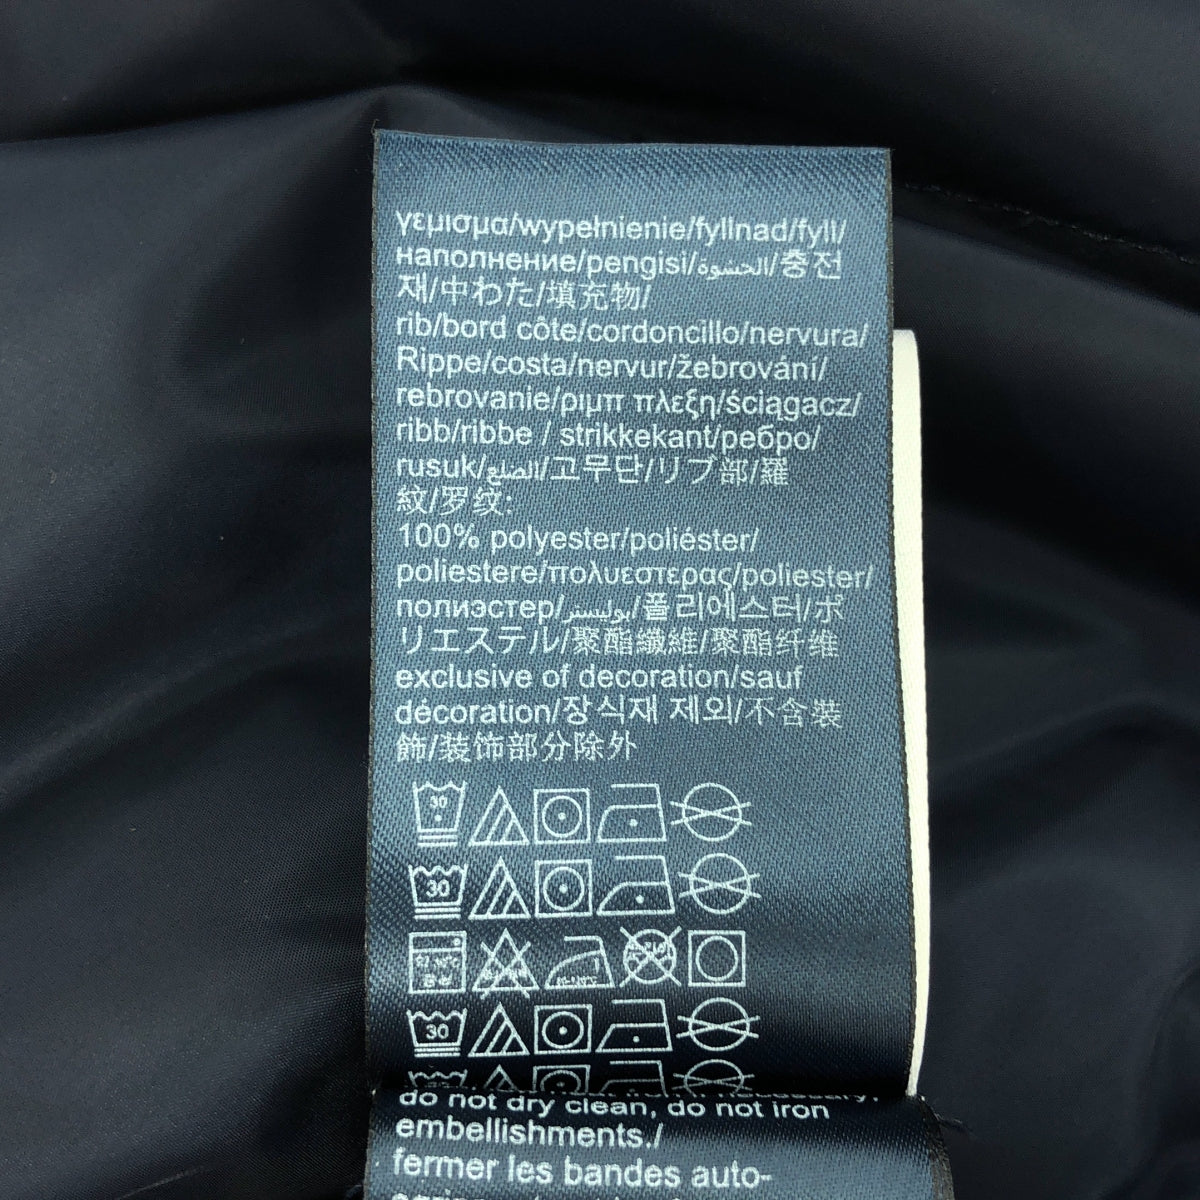 γεμισμα/wypełnienie/fyllnad/fyll/
наполнение/pengisi/الحشوة/충전
재/中わた/填充物/
rib/bord côte/cordoncillo/nervura/
Rippe/costa/nervur/žebrování/
rebrovanie/ριμπ πλεξη/ściągacz/
ribb/ribbe / strikkekant/ребро/
rusuk/الضلع/고무단/リブ部/羅
紋/罗纹:
100% polyester/poliéster/
poliestere/πολυεστερας/poliester/
полиэстер/بوليستر/폴리에스터/ポ
リエステル/聚酯纖維/聚酯纤维
exclusive of decoration/sauf
décoration/장식재 제외/不含裝
飾/装饰部分除外
30
30
30
do not dry clean, do not iron
embellishments./
fermer les bandes auto-